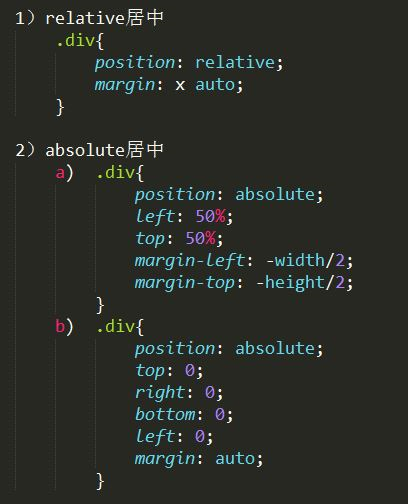 1）relative居中
.div{
position: relative;
margin: x auto;
}
2）absolute居中
a) .div{
position: absolute;
left: 50%;
top: 50%;
margin-left: -width/2;
margin-top: -height/2;
}
b) .div{
position: absolute;
top: 0;
right: 0;
bottom: 0;
left: 0;
margin: auto;
}